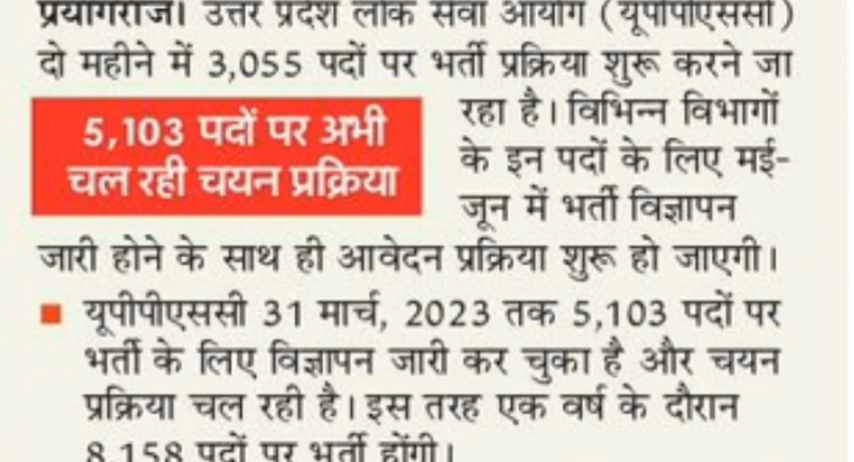 प्रयागराज। उत्तर प्रदेश लोक सेवा आयोग (यूपीपीएससी)
दो महीने में 3,055 पदों पर भर्ती प्रक्रिया शुरू करने जा
5,103 पदों पर अभी
चल रही चयन प्रक्रिया
रहा है। विभिन्न विभागों
के इन पदों के लिए मई-
जून में भर्ती विज्ञापन
जारी होने के साथ ही आवेदन प्रक्रिया शुरू हो जाएगी।
■ यूपीपीएससी 31 मार्च, 2023 तक 5,103 पदों पर
भर्ती के लिए विज्ञापन जारी कर चुका है और चयन
प्रक्रिया चल रही है। इस तरह एक वर्ष के दौरान
8,158 पदों पर भर्ती होंगी।